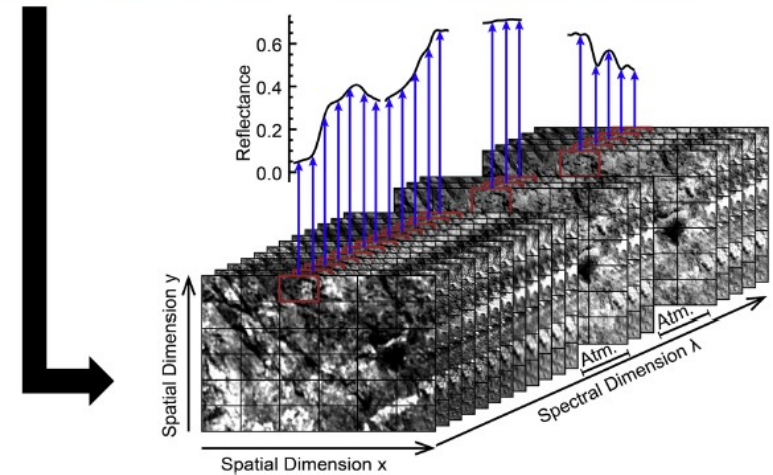 Reflectance
0.6
0.4
0.2
0.0
Spatial Dimension y
Atm.
Atm.
Spectral Dimension λ
Spatial Dimension x